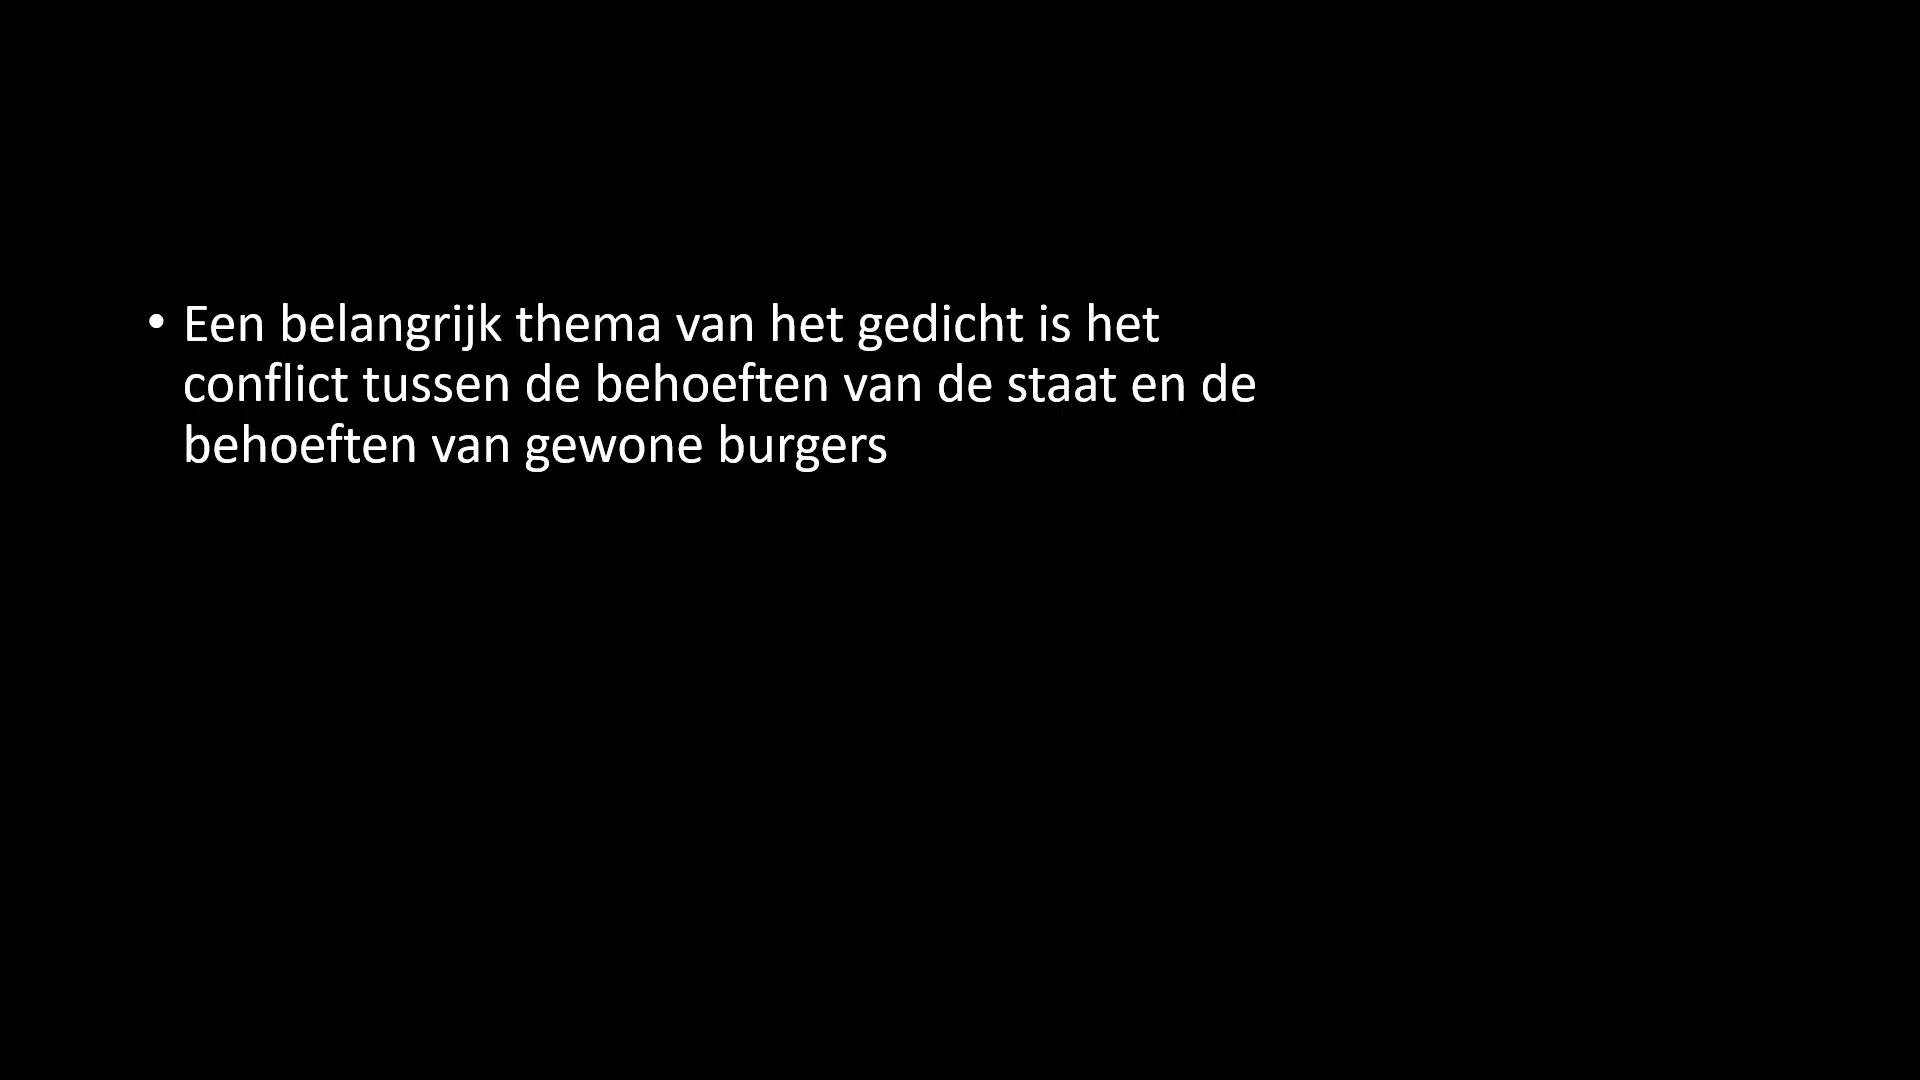 • Een belangrijk thema van het gedicht is het
conflict tussen de behoeften van de staat en de
behoeften van gewone burgers